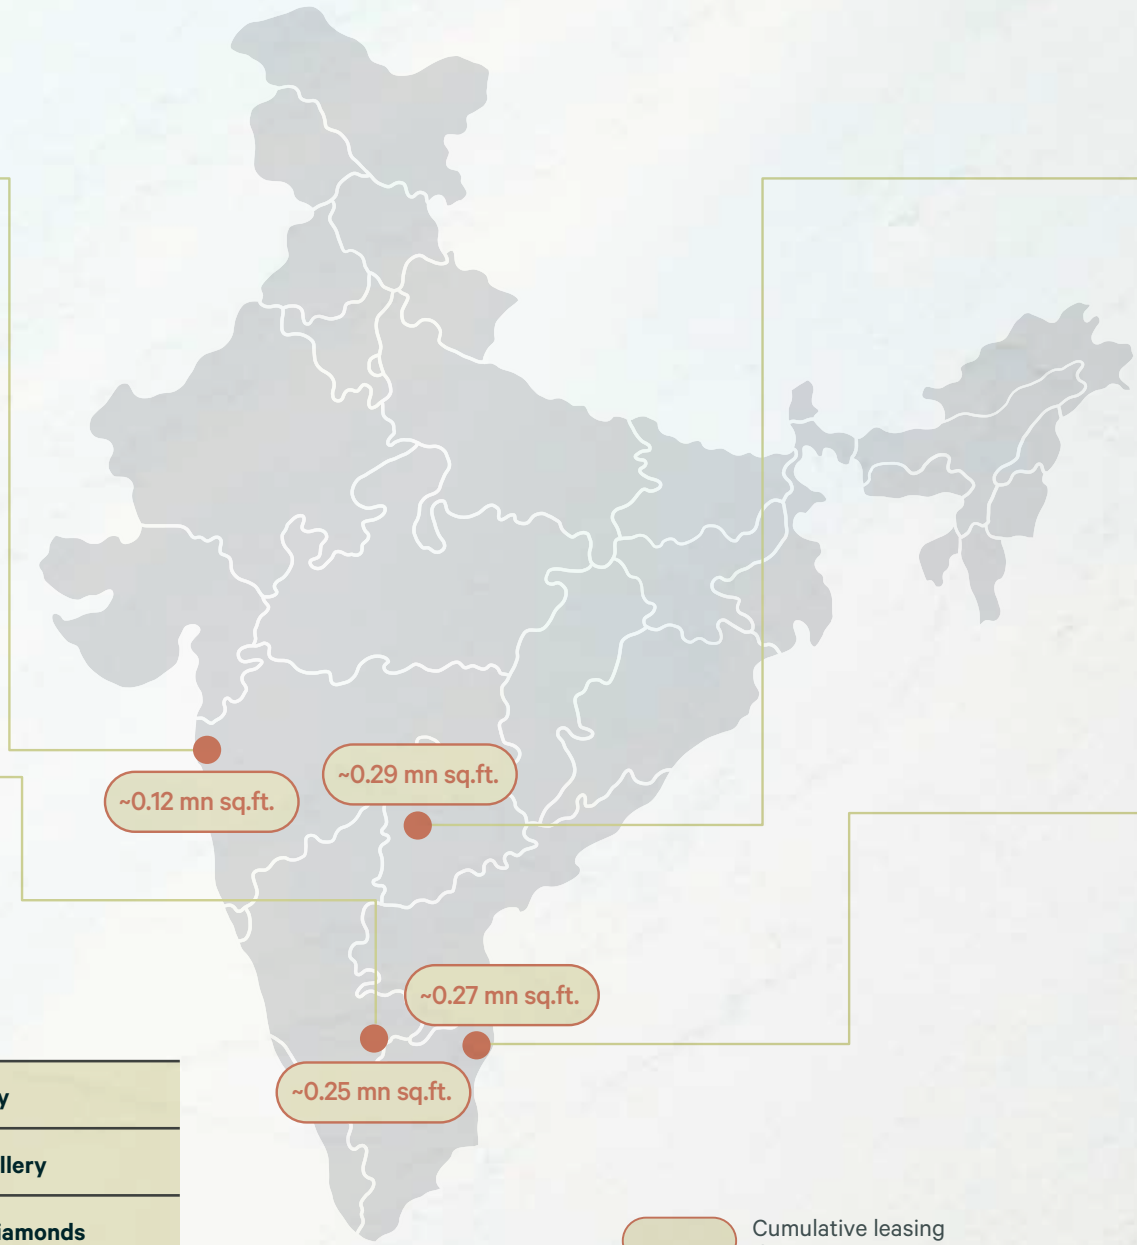 ~0.29 mn sq.ft.
~0.12 mn sq.ft.
~0.27 mn sq.ft.
~0.25 mn sq.ft.
y
llery
iamonds
Cumulative leasing